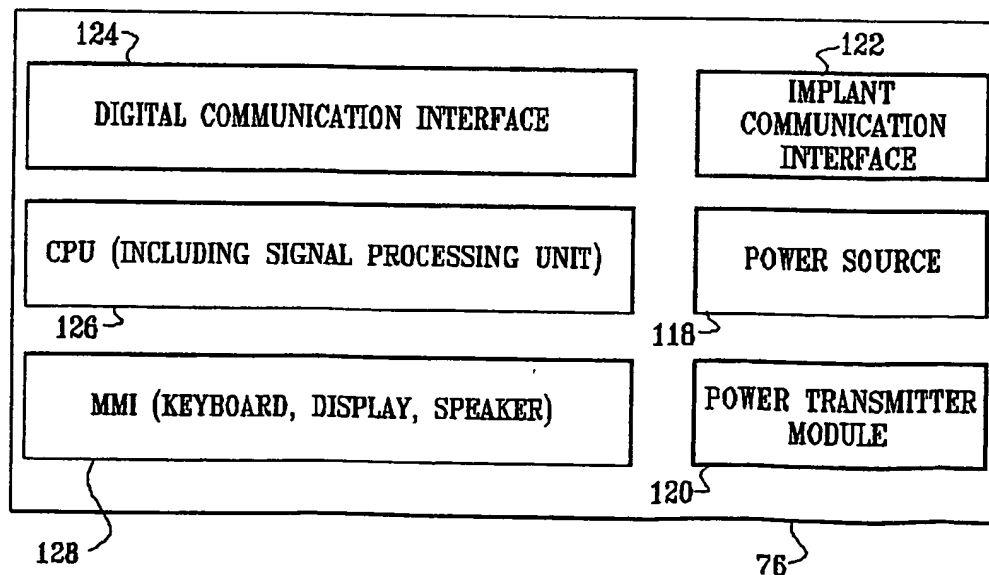 124
122
DIGITAL COMMUNICATION INTERFACE
IMPLANT
COMMUNICATION
INTERFACE
CPU (INCLUDING SIGNAL PROCESSING UNIT)
POWER SOURCE
126
118
MMI (KEYBOARD, DISPLAY, SPEAKER)
POWER TRANSMITTER
MODULE
120
128
76